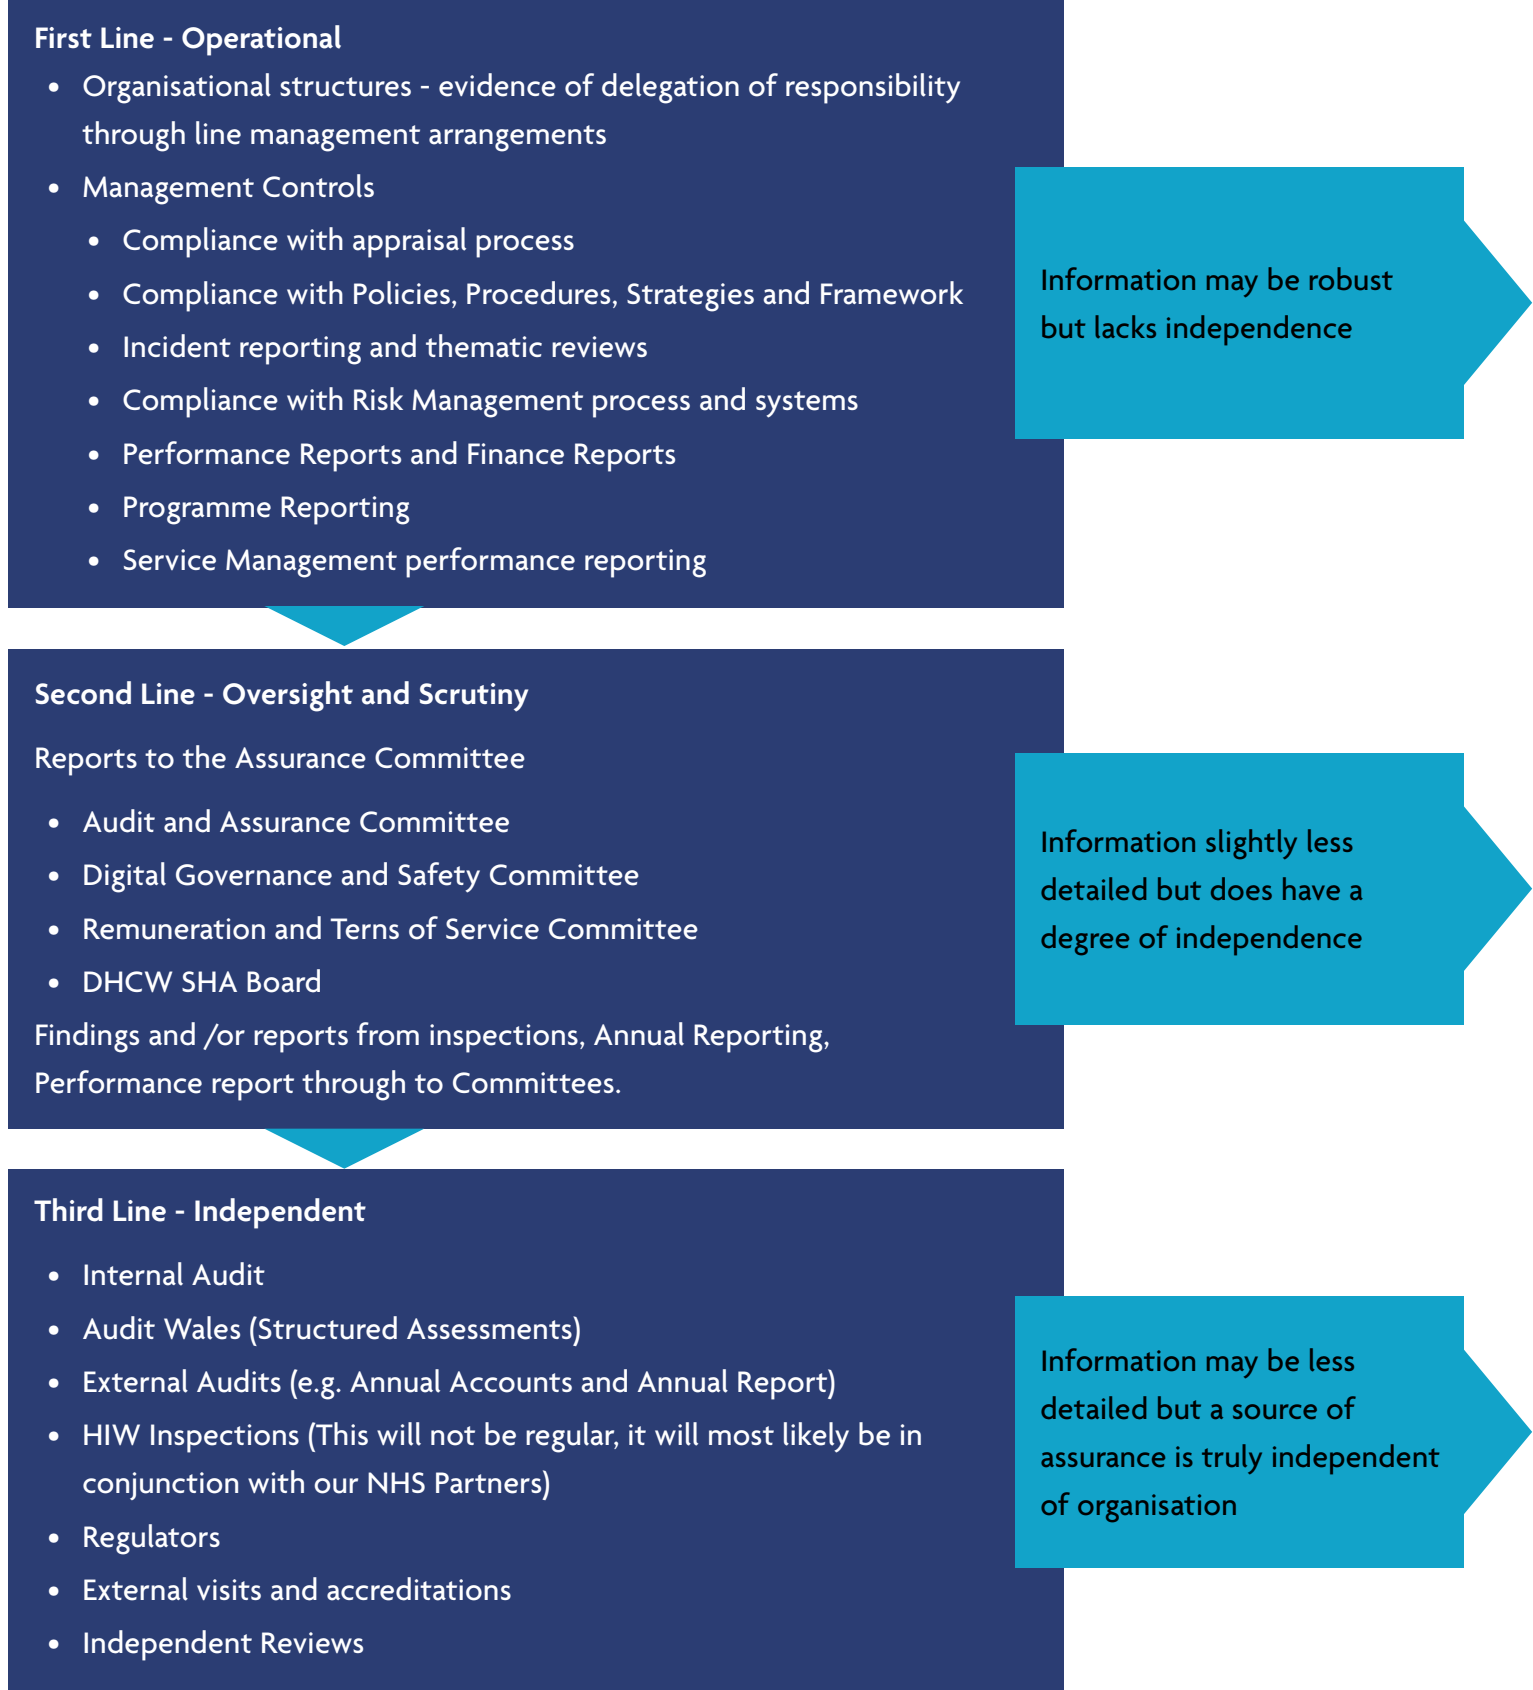 First Line - Operational
• Organisational structures - evidence of delegation of responsibility
through line management arrangements
• Management Controls
• Compliance with appraisal process
• Compliance with Policies, Procedures, Strategies and Framework
• Incident reporting and thematic reviews
• Compliance with Risk Management process and systems
• Performance Reports and Finance Reports
• Programme Reporting
• Service Management performance reporting
Information may be robust
but lacks independence
Second Line - Oversight and Scrutiny
Reports to the Assurance Committee
• Audit and Assurance Committee
• Digital Governance and Safety Committee
• Remuneration and Terns of Service Committee
• DHCW SHA Board
Findings and /or reports from inspections, Annual Reporting,
Performance report through to Committees.
Information slightly less
detailed but does have a
degree of independence
Third Line - Independent
• Internal Audit
• Audit Wales (Structured Assessments)
• External Audits (e.g. Annual Accounts and Annual Report)
• HIW Inspections (This will not be regular, it will most likely be in
conjunction with our NHS Partners)
• Regulators
• External visits and accreditations
• Independent Reviews
Information may be less
detailed but a source of
assurance is truly independent
of organisation